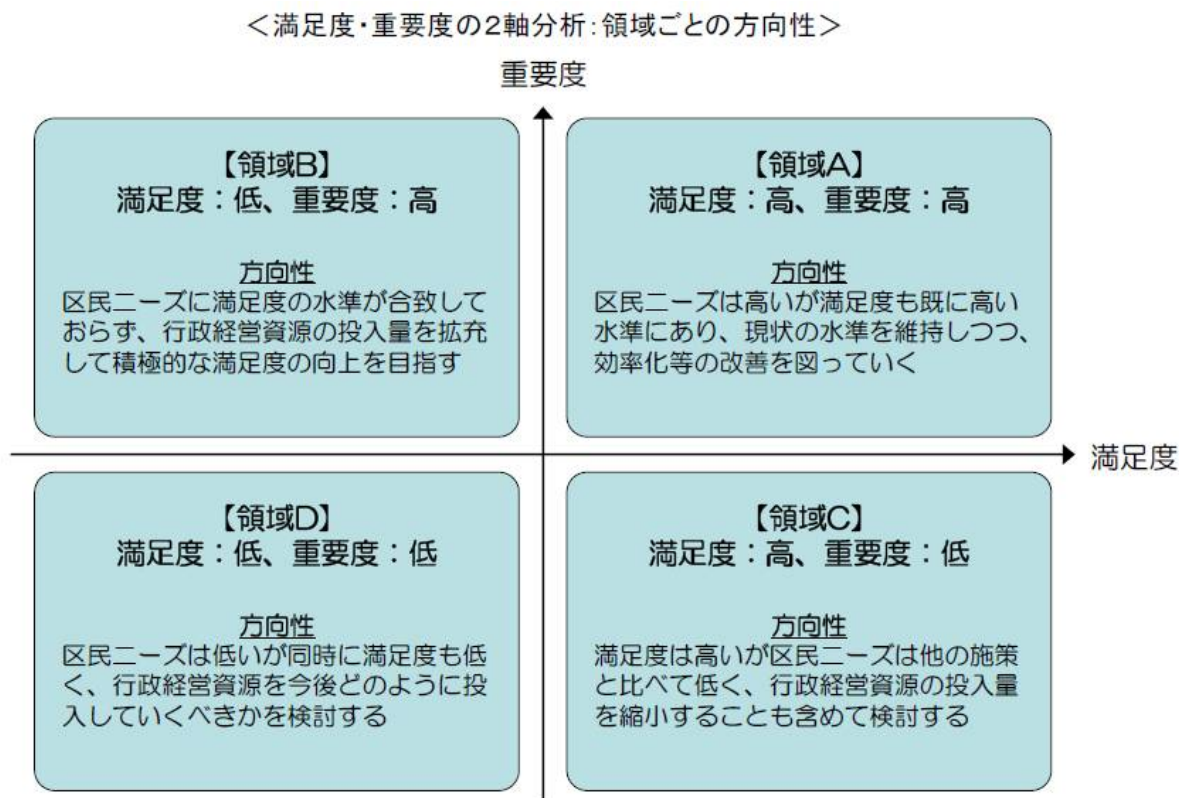 ＜満足度・重要度の2軸分析：領域ごとの方向性＞
重要度
【領域B】
満足度：低、重要度：高
方向性
区民ニーズに満足度の水準が合致して
おらず、行政経営資源の投入量を拡充
して積極的な満足度の向上を目指す
【領域A】
満足度：高、重要度：高
方向性
区民ニーズは高いが満足度も既に高い
水準にあり、現状の水準を維持しつつ、
効率化等の改善を図っていく
満足度
【領域D】
満足度：低、重要度：低
方向性
区民ニーズは低いが同時に満足度も低
く、行政経営資源を今後どのように投
入していくべきかを検討する
【領域C】
満足度：高、重要度：低
方向性
満足度は高いが区民ニーズは他の施策
と比べて低く、行政経営資源の投入量
を縮小することも含めて検討する